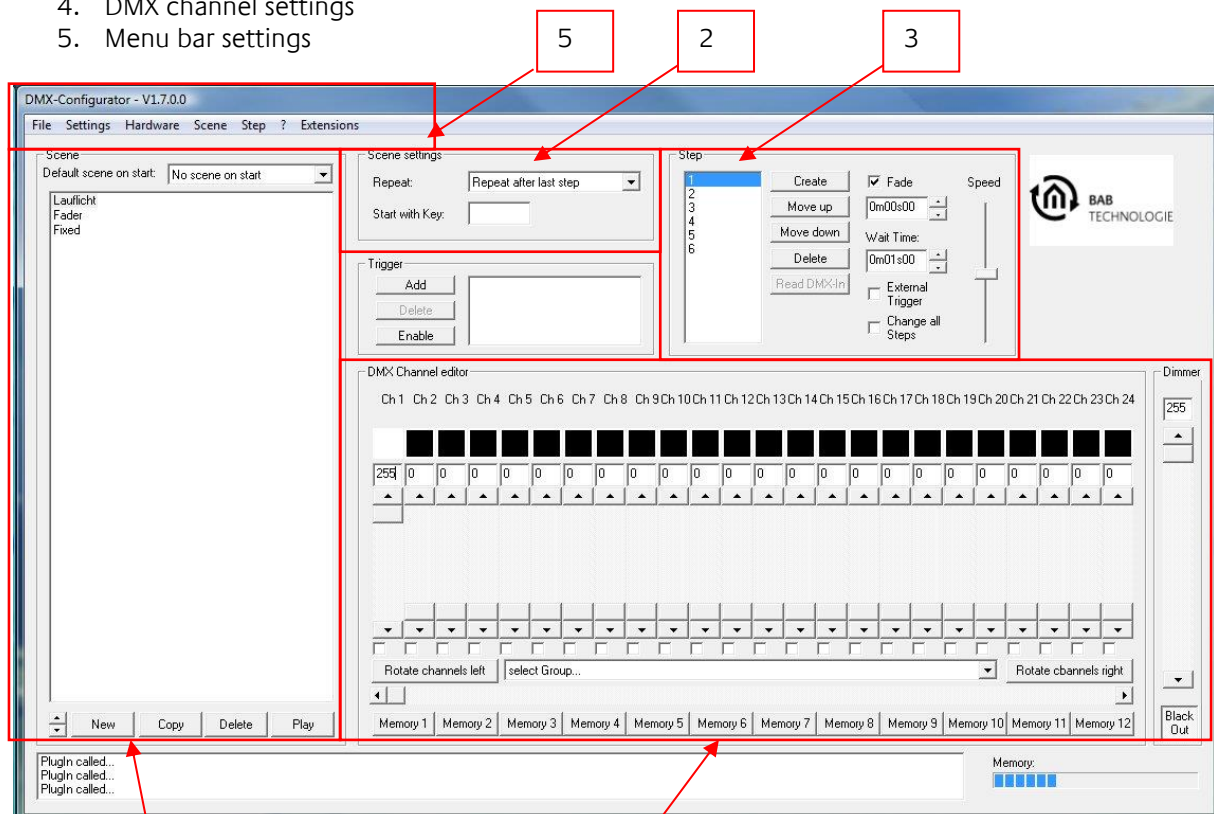 4. DMX channel settings
5. Menu bar settings
5
2
3
DMX-Configurator - V1.7.0.0
File Settings Hardware Scene Step ? Extensions
Scene
Default scene on start: No scene on start
Lauflicht
Fader
Fixed
New Copy Delete Play
Scene settings
Repeat: Repeat after last step
Start with Key:
Trigger
Add
Delete
Enable
Step
1
2
3
4
5
6
Create
Move up
Move down
Delete
Read DMX-In
Fade
0m00s00
Wait Time:
0m01s00
External
Trigger
Change all
Steps
Speed
BAB
TECHNOLOGIE
DMX Channel editor
Ch 1 Ch 2 Ch 3 Ch 4 Ch 5 Ch 6 Ch 7 Ch 8 Ch 9 Ch 10 Ch 11 Ch 12 Ch 13 Ch 14 Ch 15 Ch 16 Ch 17 Ch 18 Ch 19 Ch 20 Ch 21 Ch 22 Ch 23 Ch 24
255 0 0 0 0 0 0 0 0 0 0 0 0 0 0 0 0 0 0 0 0 0 0 0
Rotate channels left select Group... Rotate cbannels right
Memory 1 Memory 2 Memory 3 Memory 4 Memory 5 Memory 6 Memory 7 Memory 8 Memory 9 Memory 10 Memory 11 Memory 12
Dimmer
255
Black
Out
PlugIn called...
PlugIn called...
PlugIn called...
Memory: